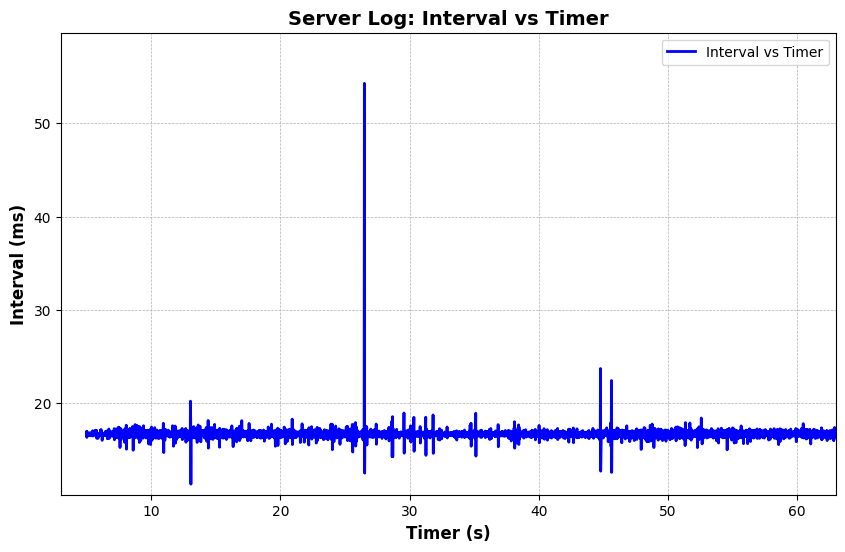 Server Log: Interval vs Timer
Interval vs Timer
50
40
30
20
Interval (ms)
10 20 30 40 50 60
Timer (s)